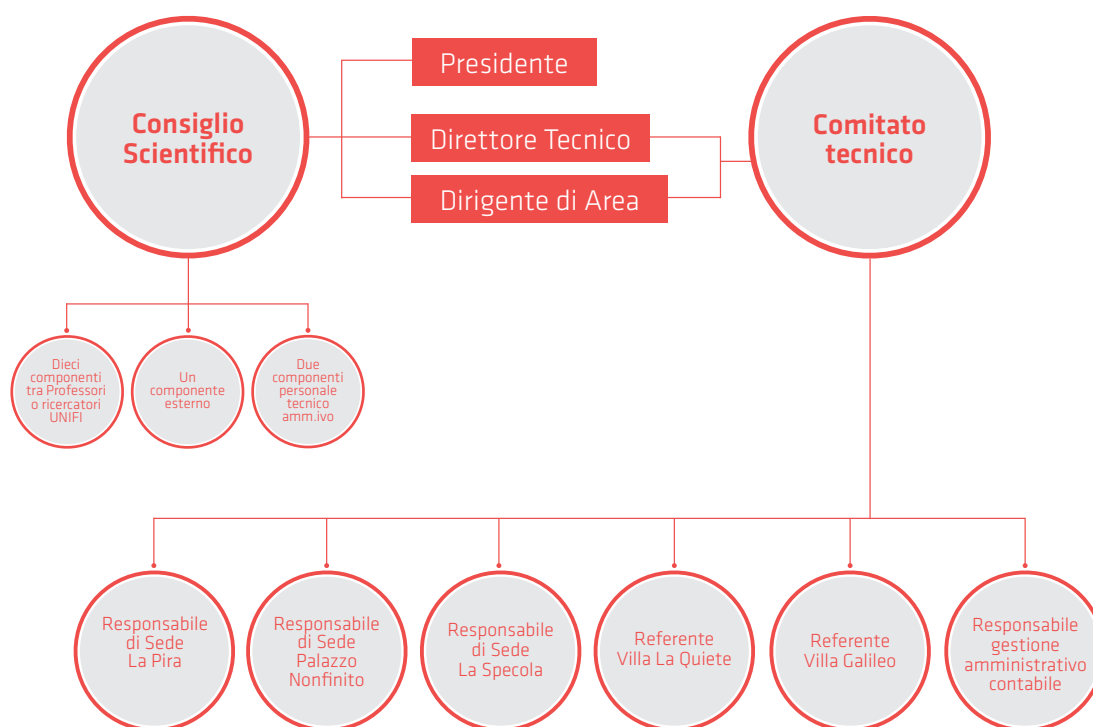 Consiglio
Scientifico
Presidente
Direttore Tecnico
Dirigente di Area
Comitato
tecnico
Dieci
componenti
tra Professori
o ricercatori
UNIFI
Un
componente
esterno
Due
componenti
personale
tecnico
amm.ivo
Responsabile
di Sede
La Pira
Responsabile
di Sede
Palazzo
Nonfinito
Responsabile
di Sede
La Specola
Referente
Villa La Quiete
Referente
Villa Galileo
Responsabile
gestione
amministrativo
contabile